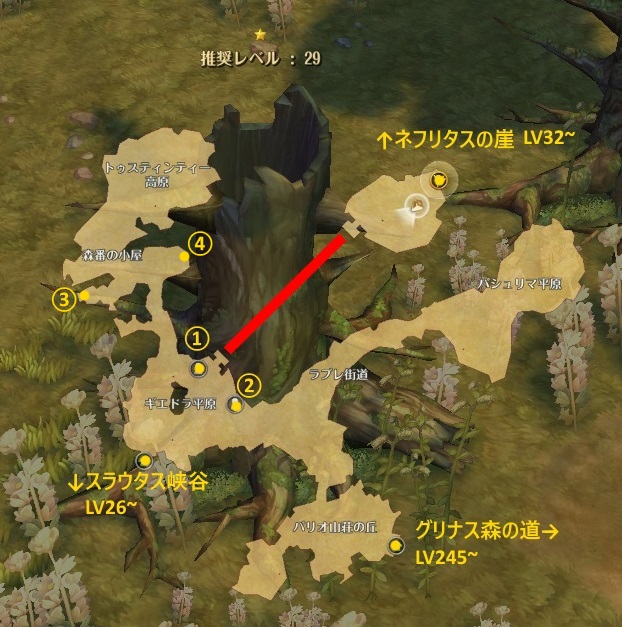 推奨レベル : 29
↑ネフリタスの崖 LV32~
トゥスティンティー
高原
④
森番の小屋
③
パシュリマ平原
①
ラブレ街道
②
ギエドラ平原
↓スラウタス峡谷
LV26~
パリオ山荘の丘
グリナス森の道→
LV245~